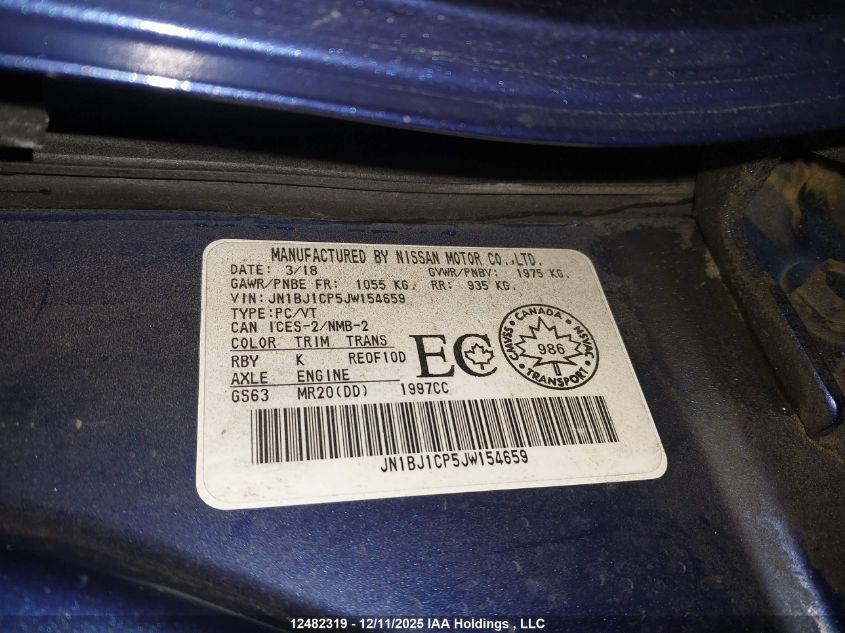 MANUFACTURED BY NISSAN MOTOR CO.,LTD.
DATE: 3/18 GVWR/PNBV: 1975 KG.
GAWR/PNBE FR: 1055 KG. RR: 935 KG.
VIN: JN1BJ1CP5JW154659
TYPE:PC/VT
CAN ICES-2/NMB-2
COLOR TRIM TRANS
RBY K RE0F10D
AXLE ENGINE
GS63 MR20(DD) 1997CC
EC
CANADA
CMVSS 986 NSVAC
TRANSPORT
JN1BJ1CP5JW154659
12482319 - 12/11/2025 IAA Holdings , LLC